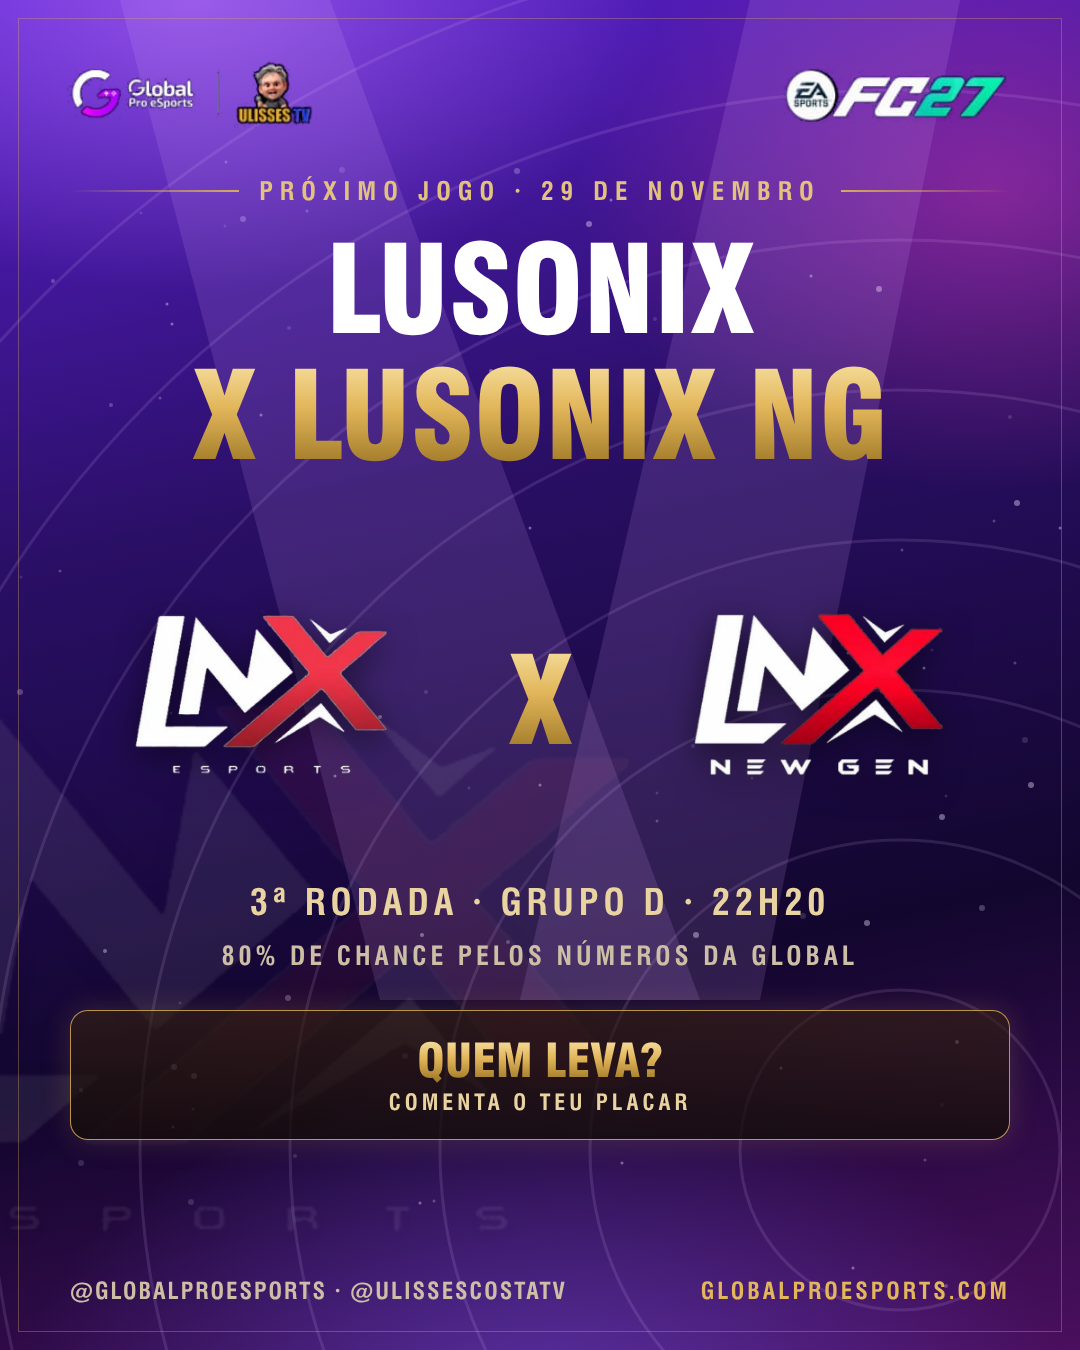 Global
Pro eSports
ULISSES TV
EA SPORTS FC27
PRÓXIMO JOGO · 29 DE NOVEMBRO
LUSONIX
X LUSONIX NG
LNX
ESPORTS
X
LNX
NEW GEN
3ª RODADA · GRUPO D · 22H20
80% DE CHANCE PELOS NÚMEROS DA GLOBAL
QUEM LEVA?
COMENTA O TEU PLACAR
SPORTS
@GLOBALPROESPORTS · @ULISSESCOSTATV
GLOBALPROESPORTS.COM